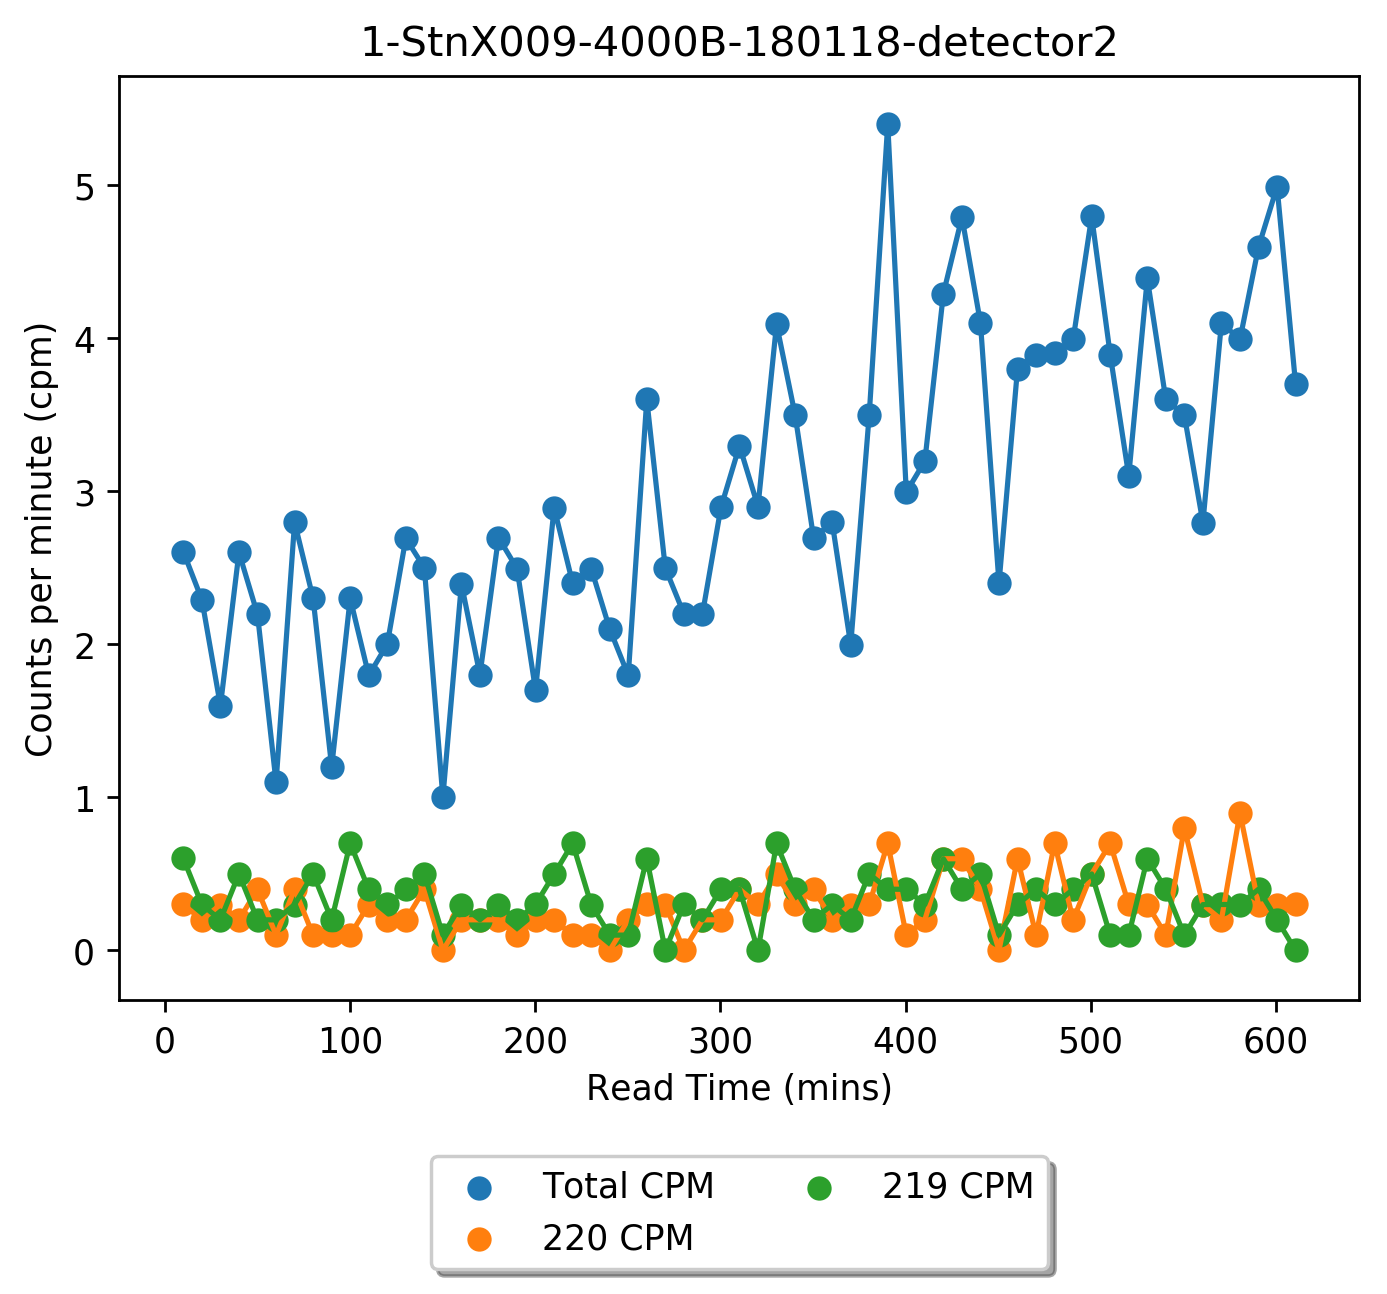 1-StnX009-4000B-180118-detector2
Counts per minute (cpm)
5
4
3
2
1
0
0 100 200 300 400 500 600
Read Time (mins)
Total CPM 219 CPM
220 CPM